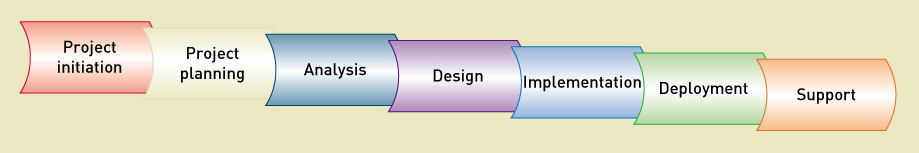 Project
initiation
Project
planning
Analysis
Design
Implementation
Deployment
Support